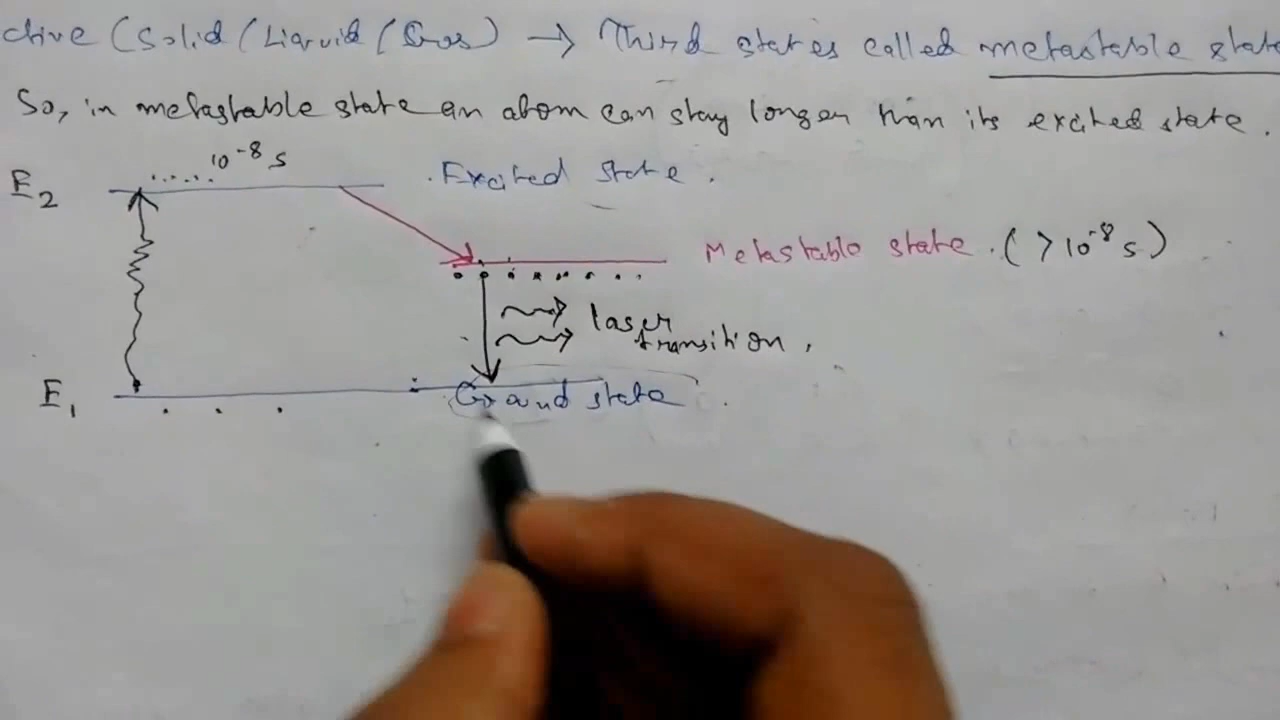 ctive (Solid/Liquid/Gas) → Third states called metastable state
So, in metastable state an atom can stay longer than its excited state.
10⁻⁸ s
E₂ Excited state.
Metastable state. (>10⁻⁸ s)
laser
transition.
E₁ Ground state